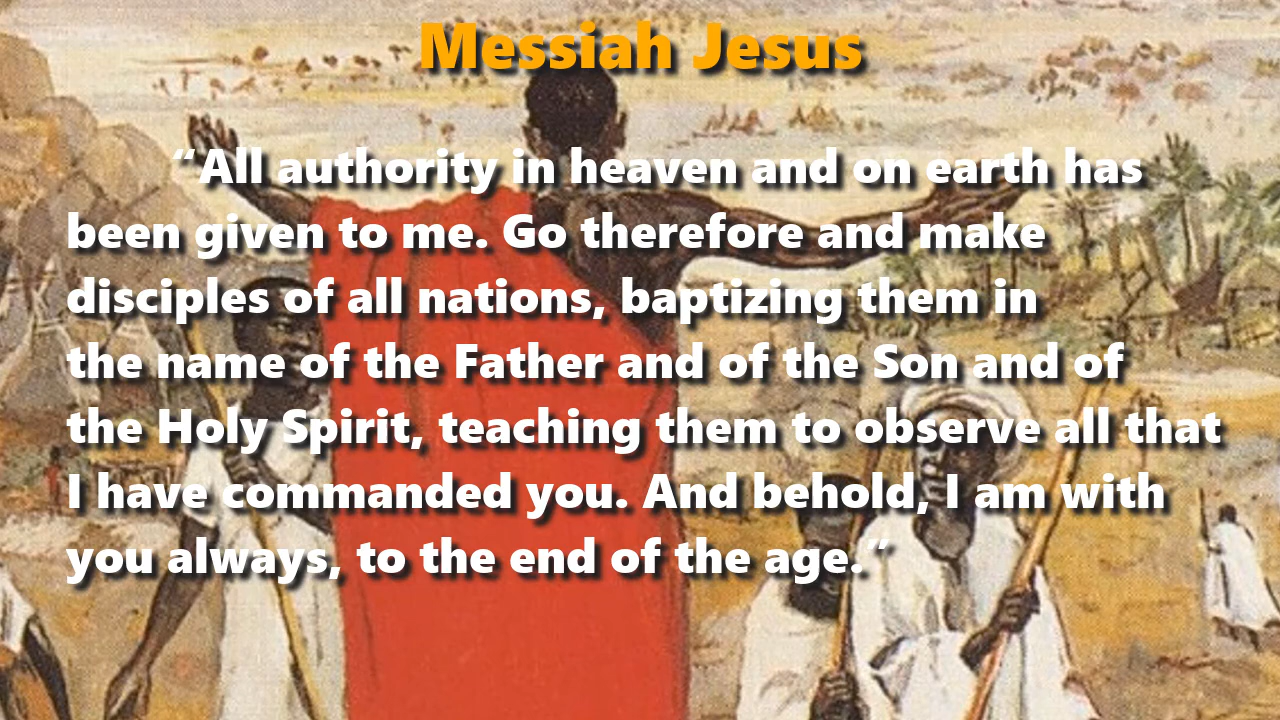 Messiah Jesus
“All authority in heaven and on earth has
been given to me. Go therefore and make
disciples of all nations, baptizing them in
the name of the Father and of the Son and of
the Holy Spirit, teaching them to observe all that
I have commanded you. And behold, I am with
you always, to the end of the age.”